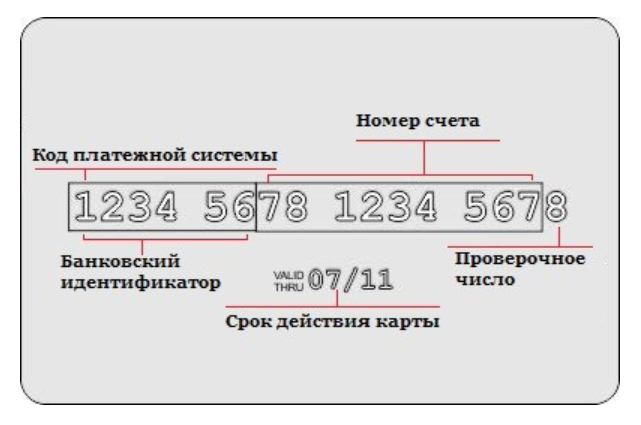 Номер счета
Код платежной системы
1234 5678 1234 5678
Банковский
идентификатор
Проверочное
число
VALID
THRU 07/11
Срок действия карты